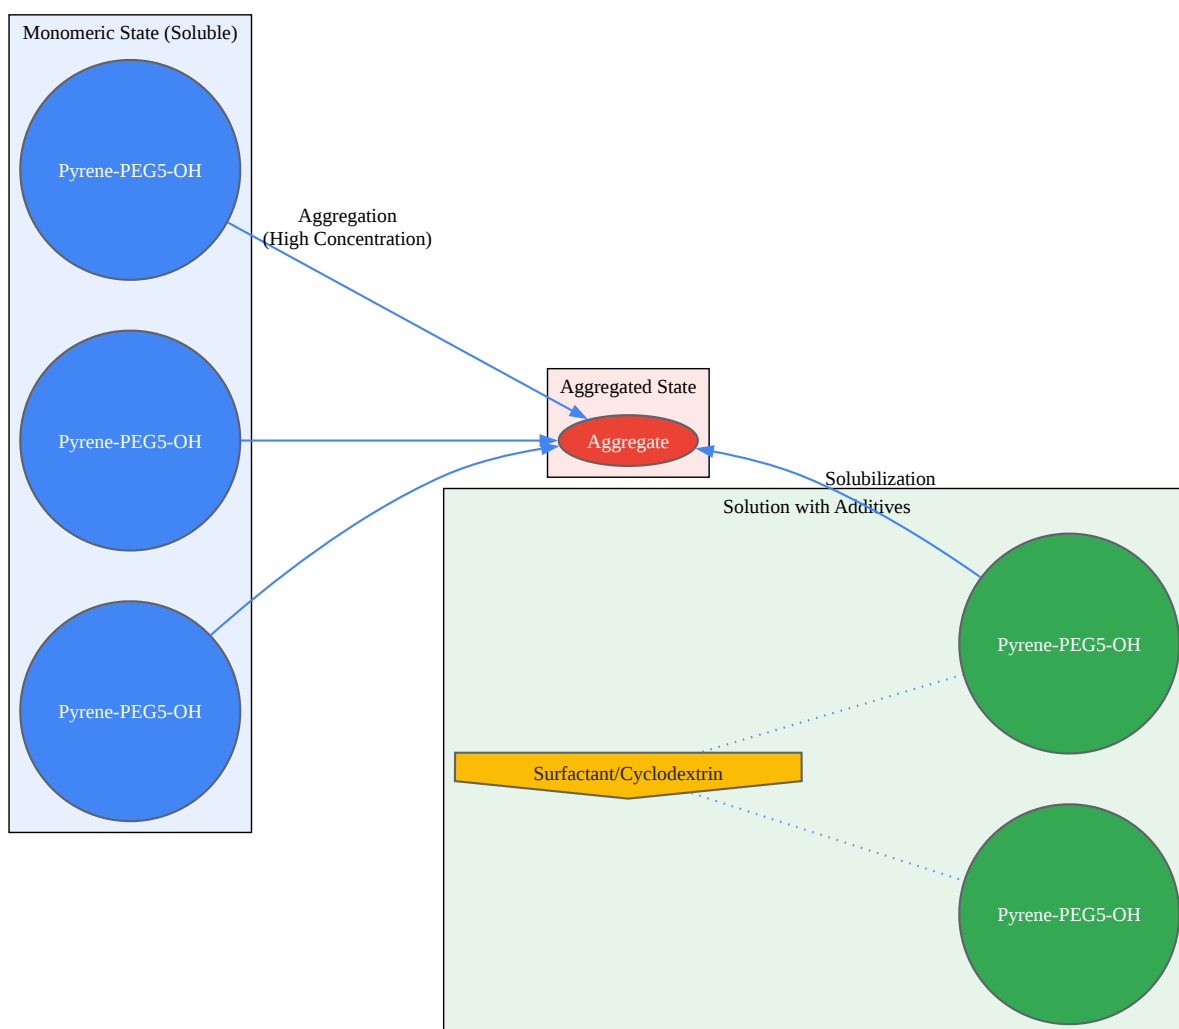 Monomeric State (Soluble)
Pyrene-PEG5-OH
Aggregation
(High Concentration)
Pyrene-PEG5-OH
Aggregated State
Aggregate
Pyrene-PEG5-OH
Solubilization
Solution with Additives
Pyrene-PEG5-OH
Surfactant/Cyclodextrin
Pyrene-PEG5-OH